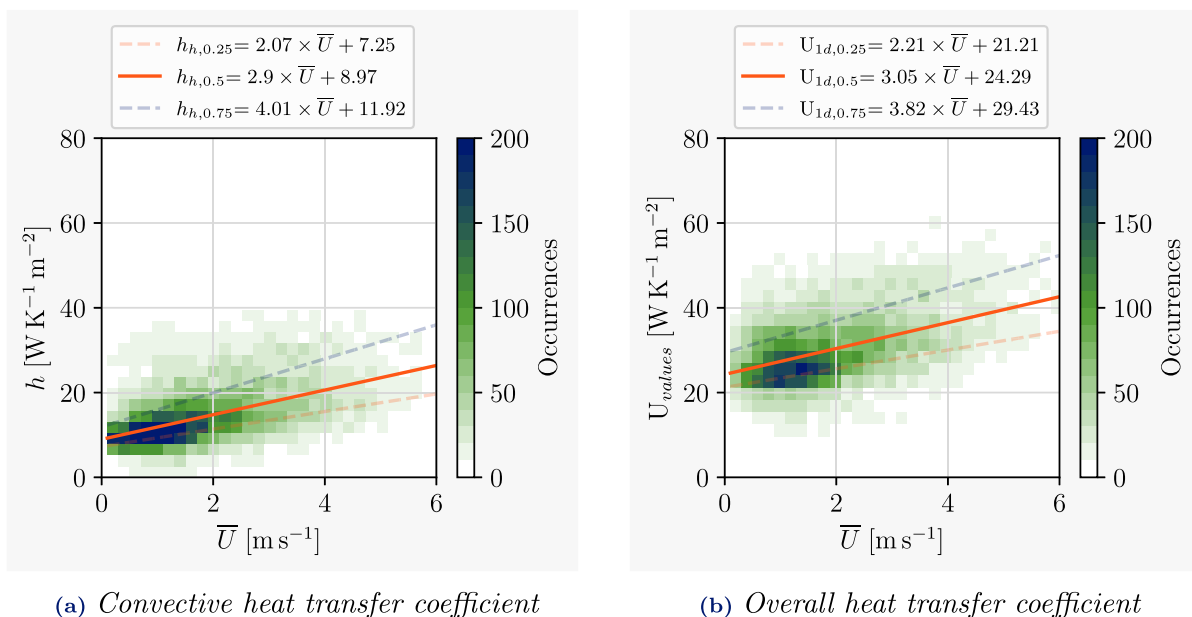 h_{h,0.25}= 2.07 × U̅ + 7.25
h_{h,0.5}= 2.9 × U̅ + 8.97
h_{h,0.75}= 4.01 × U̅ + 11.92
80
60
40
20
0
h [W K⁻¹ m⁻²]
0 2 4 6
U̅ [m s⁻¹]
200
150
100
50
0
Occurrences
(a) Convective heat transfer coefficient
U_{1d,0.25}= 2.21 × U̅ + 21.21
U_{1d,0.5}= 3.05 × U̅ + 24.29
U_{1d,0.75}= 3.82 × U̅ + 29.43
80
60
40
20
0
U_{values} [W K⁻¹ m⁻²]
0 2 4 6
U̅ [m s⁻¹]
200
150
100
50
0
Occurrences
(b) Overall heat transfer coefficient